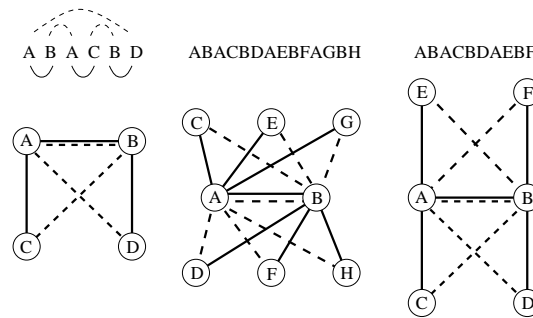 A B A C B D
A B
C D
ABACBDAEBFAGBH
C E G
A B
D F H
ABACBDAEBF
E F
A B
C D